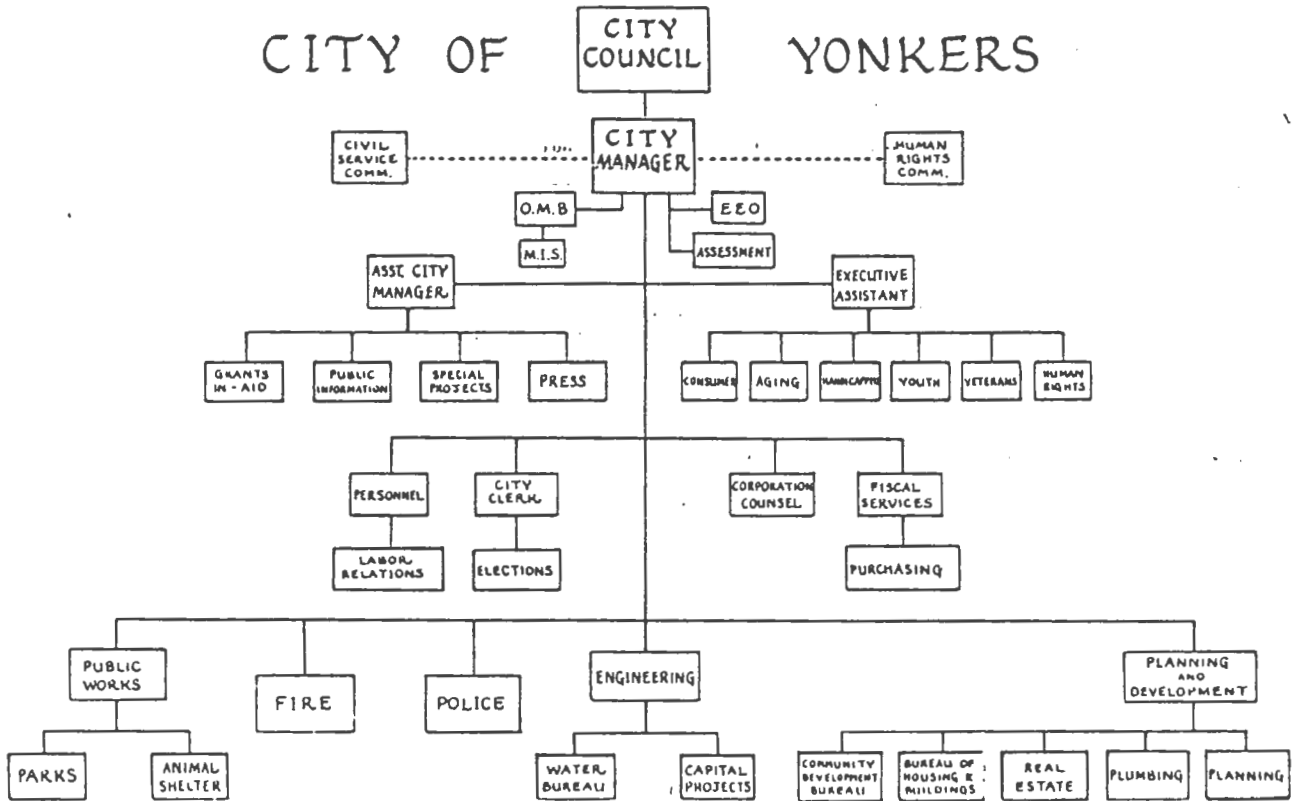 CITY OF
CITY
COUNCIL
YONKERS
CIVIL
SERVICE
COMM.
CITY
MANAGER
HUMAN
RIGHTS
COMM.
O.M.B
EEO
M.I.S.
ASSESSMENT
ASST. CITY
MANAGER
EXECUTIVE
ASSISTANT
GRANTS
IN-AID
PUBLIC
INFORMATION
SPECIAL
PROJECTS
PRESS
CONSUMER
AGING
HANDICAPPED
YOUTH
VETERANS
HUMAN
RIGHTS
PERSONNEL
CITY
CLERK
CORPORATION
COUNSEL
FISCAL
SERVICES
LABOR
RELATIONS
ELECTIONS
PURCHASING
PUBLIC
WORKS
FIRE
POLICE
ENGINEERING
PLANNING
AND
DEVELOPMENT
PARKS
ANIMAL
SHELTER
WATER
BUREAU
CAPITAL
PROJECTS
COMMUNITY
DEVELOPMENT
BUREAU
BUREAU OF
HOUSING &
BUILDINGS
REAL
ESTATE
PLUMBING
PLANNING